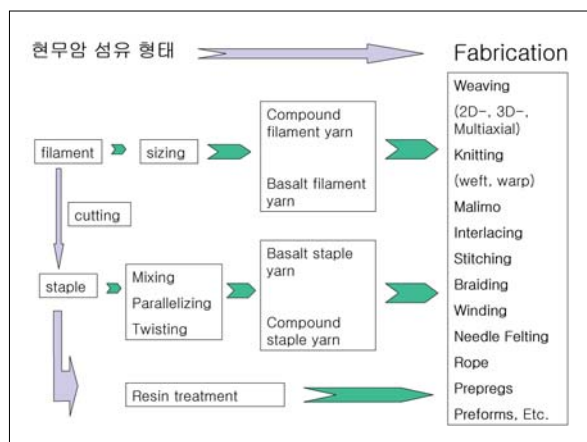 현무암 섬유 형태
Fabrication
filament
sizing
Compound
filament yarn
Basalt filament
yarn
cutting
staple
Mixing
Parallelizing
Twisting
Basalt staple
yarn
Compound
staple yarn
Resin treatment
Weaving
(2D-, 3D-,
Multiaxial)
Knitting
(weft, warp)
Malimo
Interlacing
Stitching
Braiding
Winding
Needle Felting
Rope
Prepregs
Preforms, Etc.